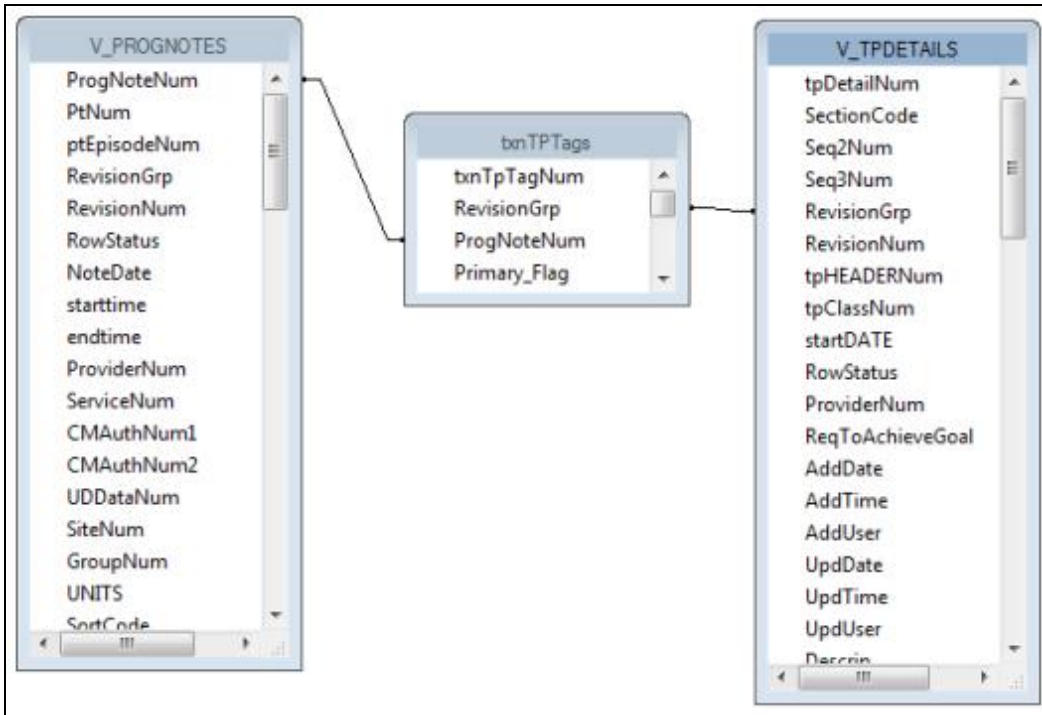 V_PROGNOTES
ProgNoteNum
PtNum
ptEpisodeNum
RevisionGrp
RevisionNum
RowStatus
NoteDate
starttime
endtime
ProviderNum
ServiceNum
CMAuthNum1
CMAuthNum2
UDDataNum
SiteNum
GroupNum
UNITS
SortCode
txnTPTags
txnTpTagNum
RevisionGrp
ProgNoteNum
Primary_Flag
V_TPDETAILS
tpDetailNum
SectionCode
Seq2Num
Seq3Num
RevisionGrp
RevisionNum
tpHEADERNum
tpClassNum
startDATE
RowStatus
ProviderNum
ReqToAchieveGoal
AddDate
AddTime
AddUser
UpdDate
UpdTime
UpdUser
Descrip